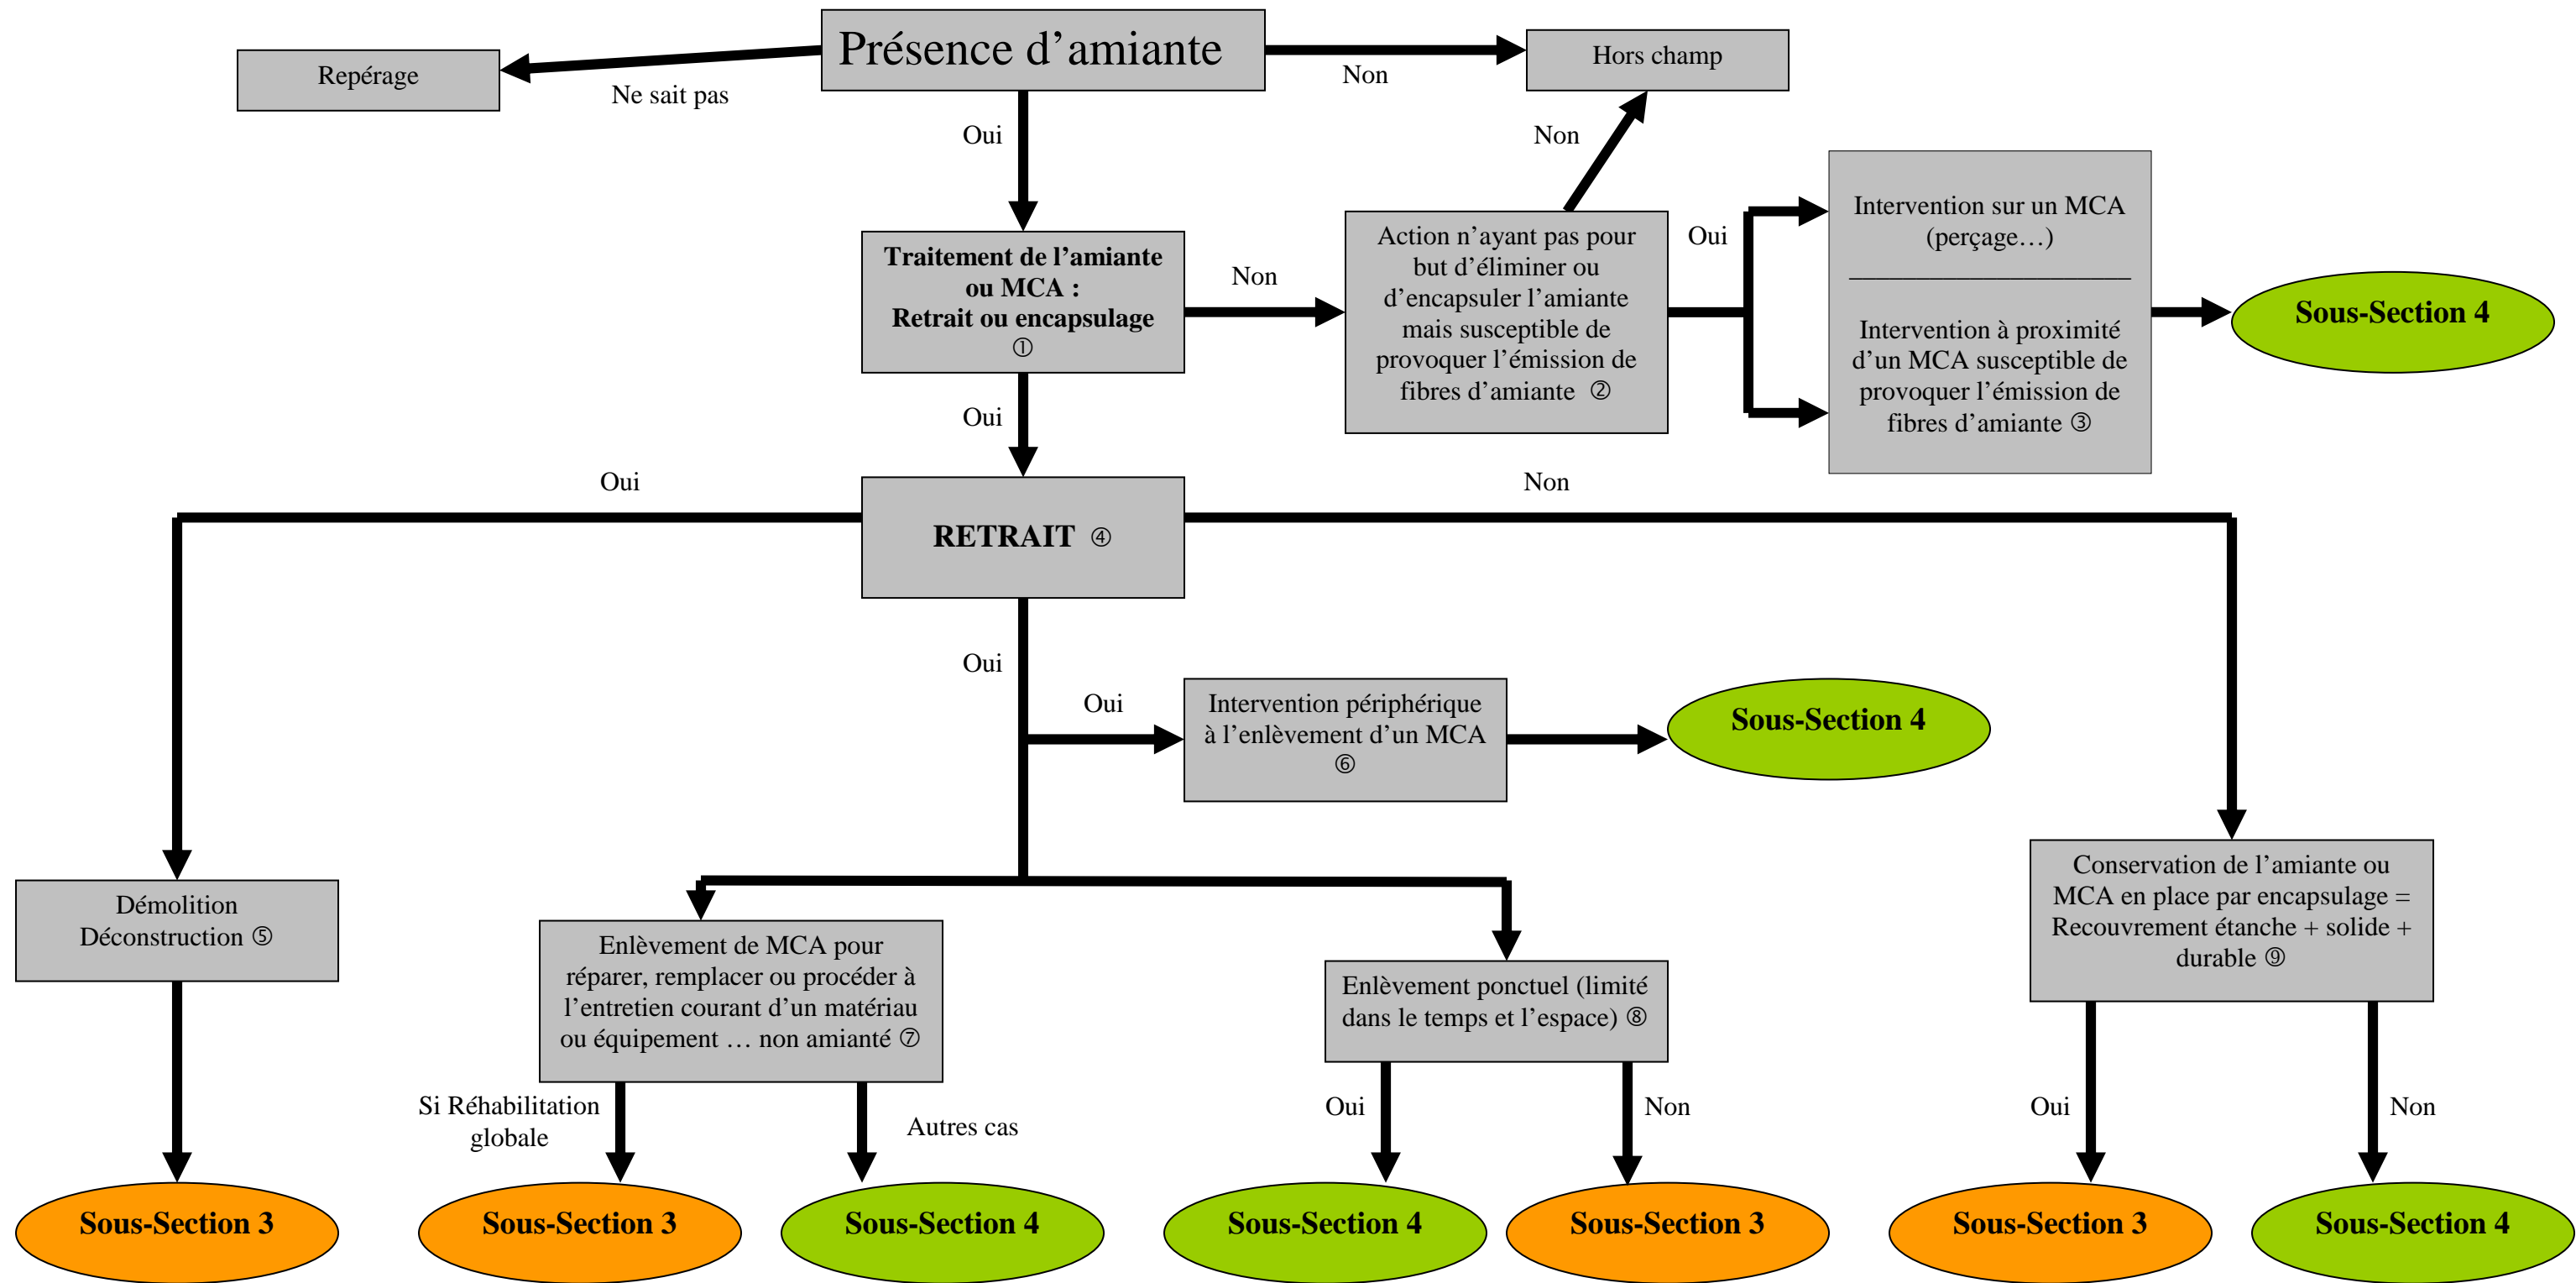 Présence d'amiante
Repérage
Ne sait pas
Non
Hors champ
Oui
Non
Traitement de l'amiante
ou MCA :
Retrait ou encapsulage
①
Non
Action n'ayant pas pour
but d'éliminer ou
d'encapsuler l'amiante
mais susceptible de
provoquer l'émission de
fibres d'amiante ②
Oui
Intervention sur un MCA
(perçage…)
Intervention à proximité
d'un MCA susceptible de
provoquer l'émission de
fibres d'amiante ③
Sous-Section 4
Oui
Oui
RETRAIT ④
Non
Oui
Oui
Intervention périphérique
à l'enlèvement d'un MCA
⑥
Sous-Section 4
Démolition
Déconstruction ⑤
Enlèvement de MCA pour
réparer, remplacer ou procéder à
l'entretien courant d'un matériau
ou équipement … non amianté ⑦
Enlèvement ponctuel (limité
dans le temps et l'espace) ⑧
Conservation de l'amiante ou
MCA en place par encapsulage =
Recouvrement étanche + solide +
durable ⑨
Si Réhabilitation
globale
Autres cas
Oui
Non
Oui
Non
Sous-Section 3
Sous-Section 3
Sous-Section 4
Sous-Section 4
Sous-Section 3
Sous-Section 3
Sous-Section 4